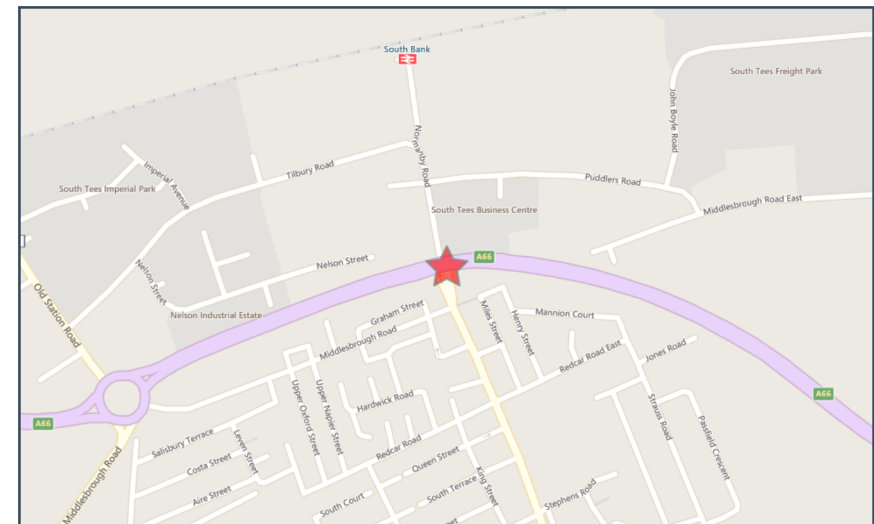 South Bank
South Tees Freight Park
John Boyle Road
Normanby Road
Imperial Avenue
Tilbury Road
South Tees Imperial Park
Puddlers Road
South Tees Business Centre
Middlesbrough Road East
A66
Nelson Street
Nelson Street
Old Station Road
Nelson Industrial Estate
Graham Street
Miles Street
Henry Street
Mannion Court
Middlesbrough Road
Redcar Road East
Jones Road
A66
Upper Oxford Street
Upper Napier Street
Hardwick Road
Strauss Road
Passfield Crescent
A66
Salisbury Terrace
Leven Street
Redcar Road
Costa Street
Queen Street
Middlesbrough Road
Aire Street
South Court
South Terrace
King Street
Stephens Road